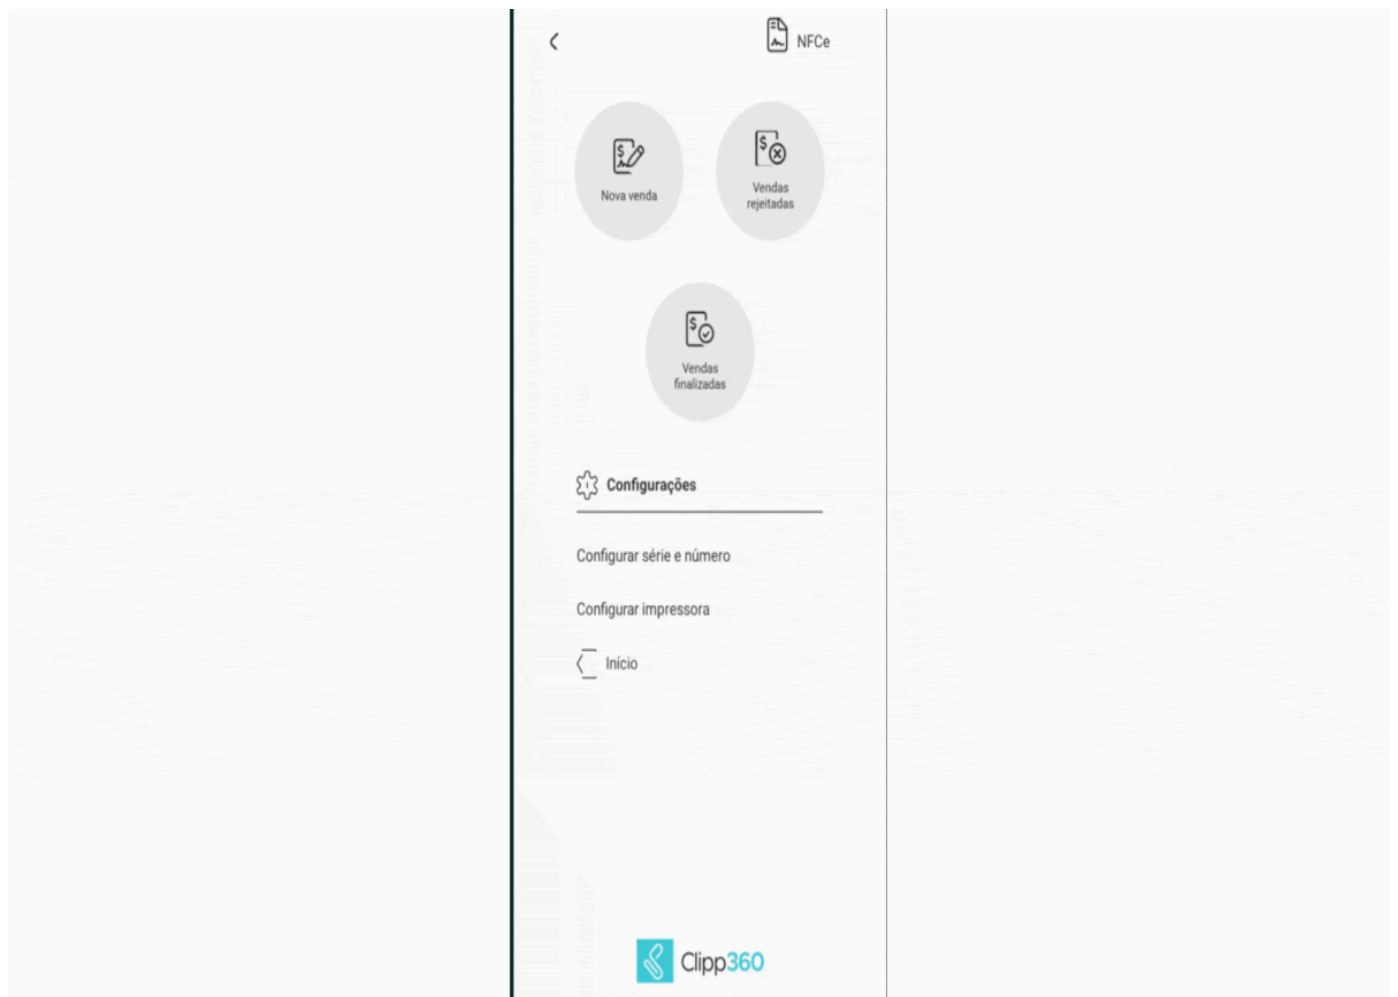 NFCe
Nova venda
Vendas
rejeitadas
Vendas
finalizadas
Configurações
Configurar série e número
Configurar impressora
Início
Clipp360